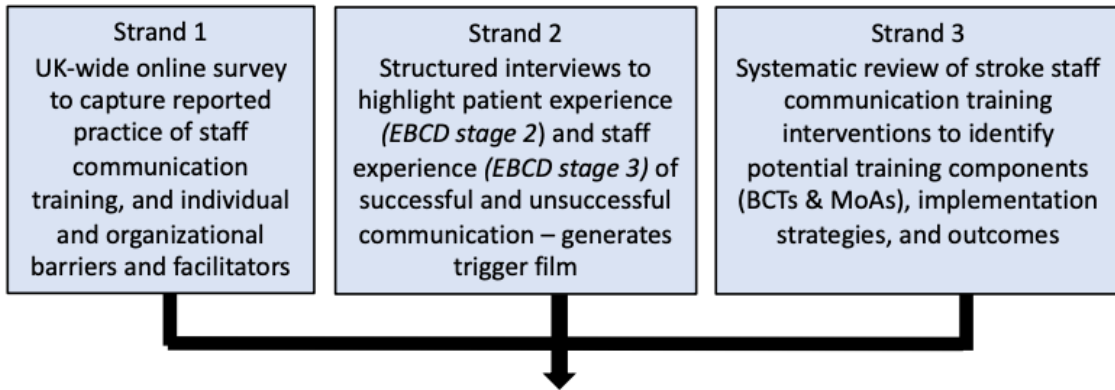 Strand 1
UK-wide online survey
to capture reported
practice of staff
communication
training, and individual
and organizational
barriers and facilitators
Strand 2
Structured interviews to
highlight patient experience
(EBCD stage 2) and staff
experience (EBCD stage 3) of
successful and unsuccessful
communication – generates
trigger film
Strand 3
Systematic review of stroke staff
communication training
interventions to identify
potential training components
(BCTs & MoAs), implementation
strategies, and outcomes